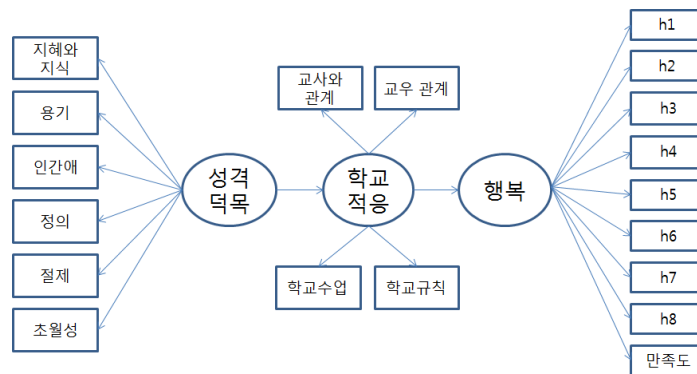 지혜와
지식
용기
인간애
정의
절제
초월성
성격
덕목
교사와
관계
교우 관계
학교
적응
학교수업
학교규칙
행복
h1
h2
h3
h4
h5
h6
h7
h8
만족도